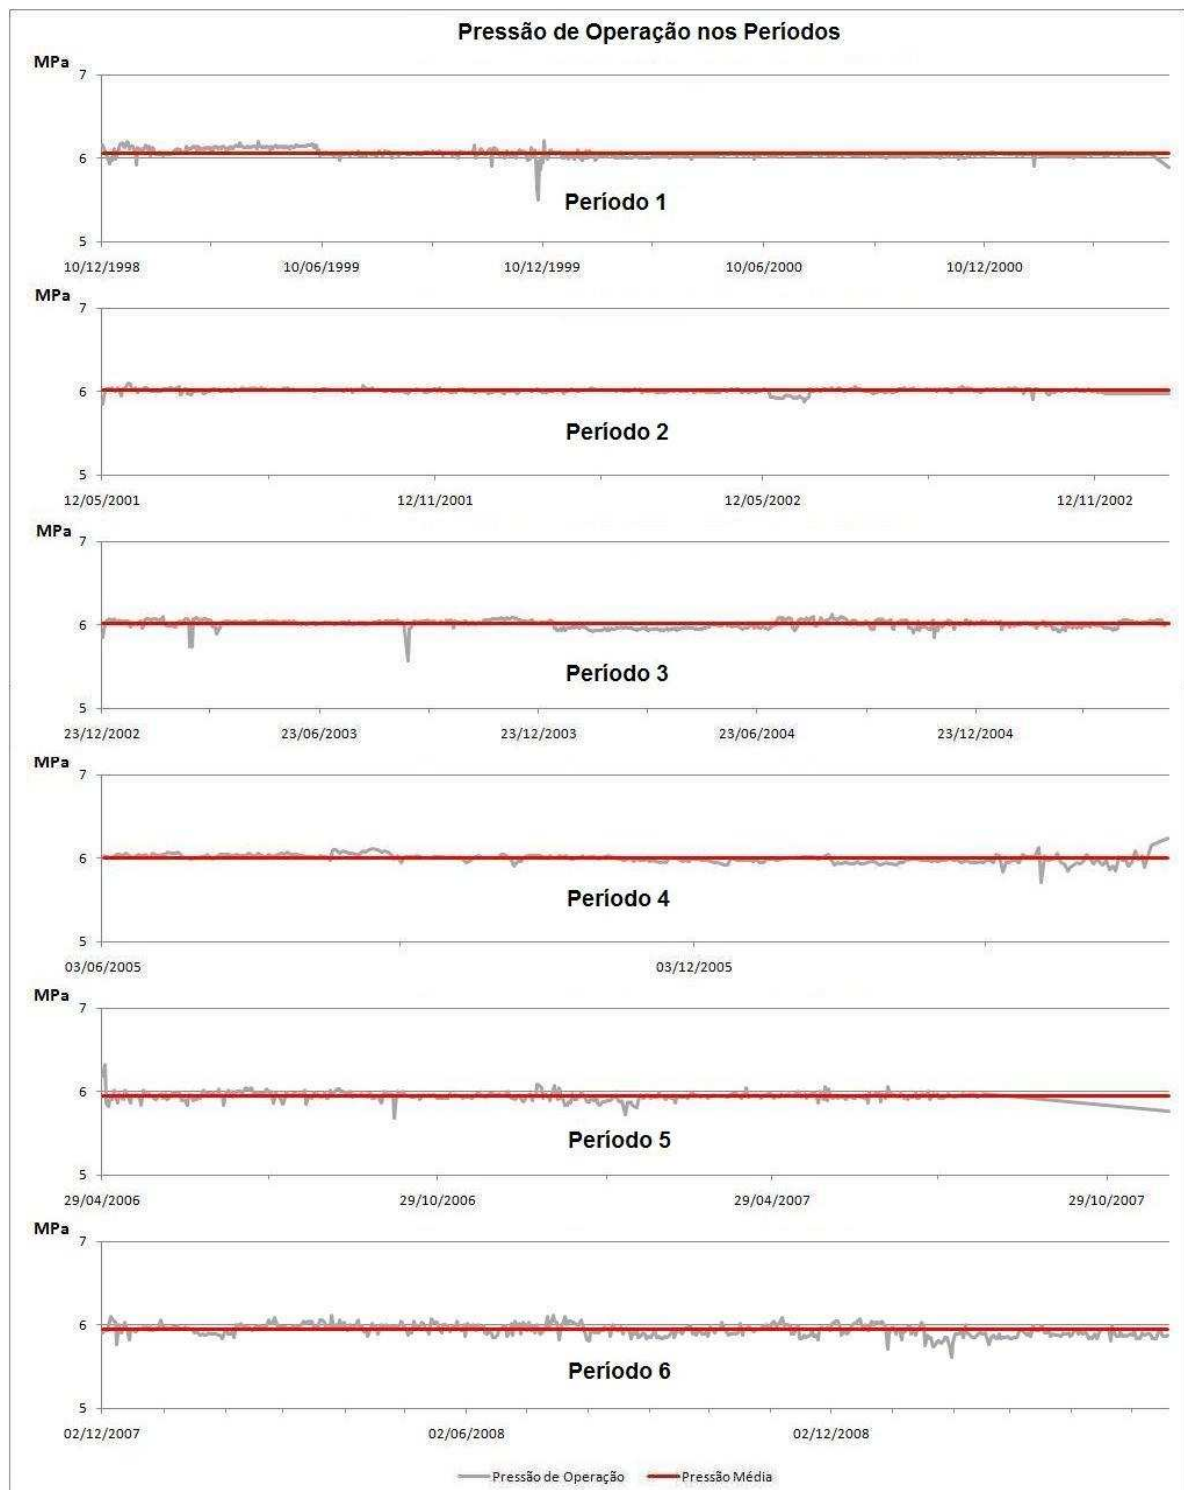 Pressão de Operação nos Períodos
MPa
7
6
Período 1
5
10/12/1998 10/06/1999 10/12/1999 10/06/2000 10/12/2000
MPa
7
6
Período 2
5
12/05/2001 12/11/2001 12/05/2002 12/11/2002
MPa
7
6
Período 3
5
23/12/2002 23/06/2003 23/12/2003 23/06/2004 23/12/2004
MPa
7
6
Período 4
5
03/06/2005 03/12/2005
MPa
7
6
Período 5
5
29/04/2006 29/10/2006 29/04/2007 29/10/2007
MPa
7
6
Período 6
5
02/12/2007 02/06/2008 02/12/2008
Pressão de Operação Pressão Média